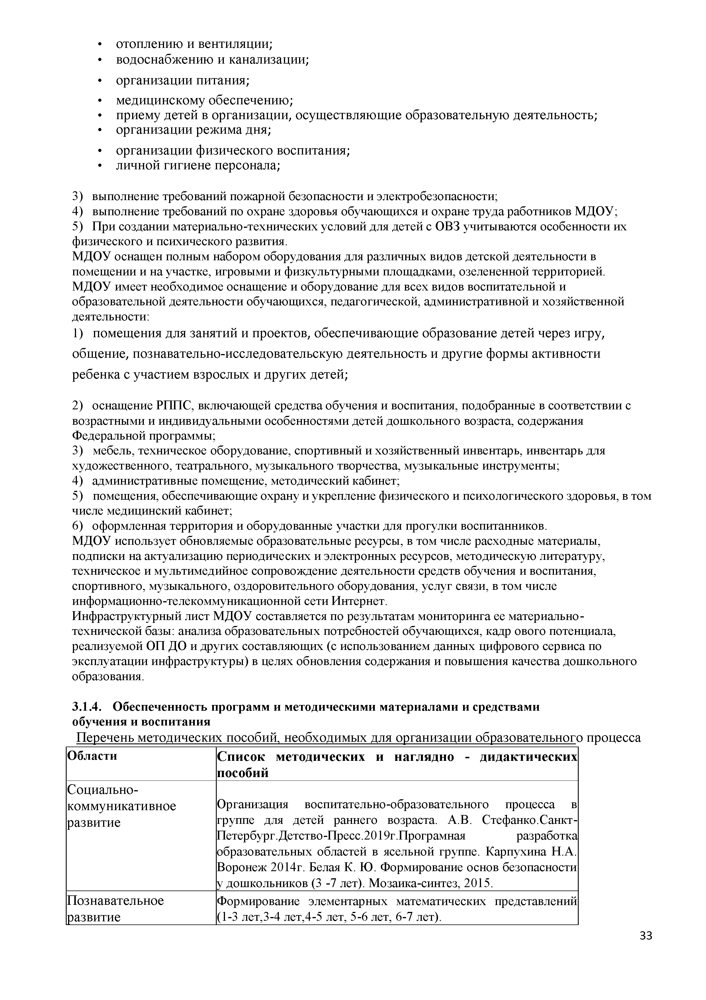 • отоплению и вентиляции;
• водоснабжению и канализации;
• организации питания;
• медицинскому обеспечению;
• приему детей в организации, осуществляющие образовательную деятельность;
• организации режима дня;
• организации физического воспитания;
• личной гигиене персонала;
3) выполнение требований пожарной безопасности и электробезопасности;
4) выполнение требований по охране здоровья обучающихся и охране труда работников МДОУ;
5) При создании материально-технических условий для детей с ОВЗ учитываются особенности их
физического и психического развития.
МДОУ оснащен полным набором оборудования для различных видов детской деятельности в
помещении и на участке, игровыми и физкультурными площадками, озелененной территорией.
МДОУ имеет необходимое оснащение и оборудование для всех видов воспитательной и
образовательной деятельности обучающихся, педагогической, административной и хозяйственной
деятельности:
1) помещения для занятий и проектов, обеспечивающие образование детей через игру,
общение, познавательно-исследовательскую деятельность и другие формы активности
ребенка с участием взрослых и других детей;
2) оснащение РППС, включающей средства обучения и воспитания, подобранные в соответствии с
возрастными и индивидуальными особенностями детей дошкольного возраста, содержания
Федеральной программы;
3) мебель, техническое оборудование, спортивный и хозяйственный инвентарь, инвентарь для
художественного, театрального, музыкального творчества, музыкальные инструменты;
4) административные помещение, методический кабинет;
5) помещения, обеспечивающие охрану и укрепление физического и психологического здоровья, в том
числе медицинский кабинет;
6) оформленная территория и оборудованные участки для прогулки воспитанников.
МДОУ использует обновляемые образовательные ресурсы, в том числе расходные материалы,
подписки на актуализацию периодических и электронных ресурсов, методическую литературу,
техническое и мультимедийное сопровождение деятельности средств обучения и воспитания,
спортивного, музыкального, оздоровительного оборудования, услуг связи, в том числе
информационно-телекоммуникационной сети Интернет.
Инфраструктурный лист МДОУ составляется по результатам мониторинга ее материально-
технической базы: анализа образовательных потребностей обучающихся, кадр ового потенциала,
реализуемой ОП ДО и других составляющих (с использованием данных цифрового сервиса по
эксплуатации инфраструктуры) в целях обновления содержания и повышения качества дошкольного
образования.
3.1.4. Обеспеченность программ и методическими материалами и средствами
обучения и воспитания
Перечень методических пособий, необходимых для организации образовательного процесса
Области
Список методических и наглядно - дидактических
пособий
Социально-
коммуникативное
развитие
Организация воспитательно-образовательного процесса в
группе для детей раннего возраста. А.В. Стефанко.Санкт-
Петербург.Детство-Пресс.2019г.Програмная разработка
образовательных областей в ясельной группе. Карпухина Н.А.
Воронеж 2014г. Белая К. Ю. Формирование основ безопасности
у дошкольников (3 -7 лет). Мозаика-синтез, 2015.
Познавательное
развитие
Формирование элементарных математических представлений
(1-3 лет,3-4 лет,4-5 лет, 5-6 лет, 6-7 лет).
33